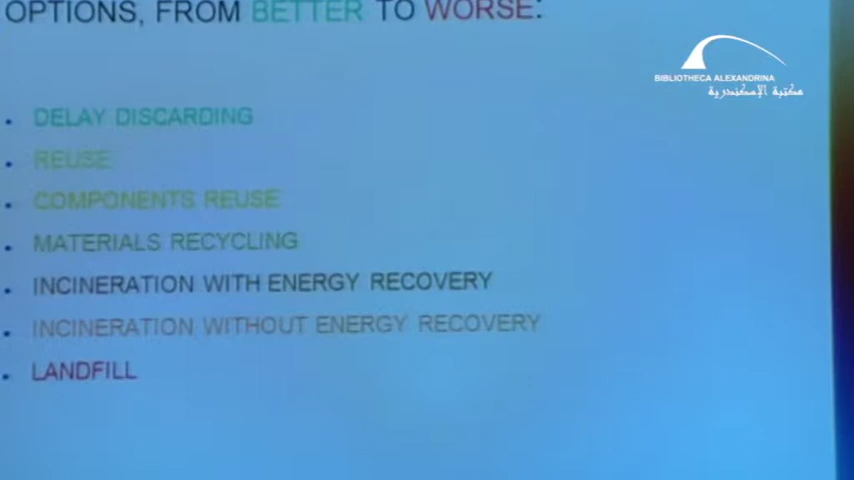 OPTIONS, FROM BETTER TO WORSE:
BIBLIOTHECA ALEXANDRINA
مكتبة الإسكندرية
• DELAY DISCARDING
• REUSE
• COMPONENTS REUSE
• MATERIALS RECYCLING
• INCINERATION WITH ENERGY RECOVERY
• INCINERATION WITHOUT ENERGY RECOVERY
• LANDFILL